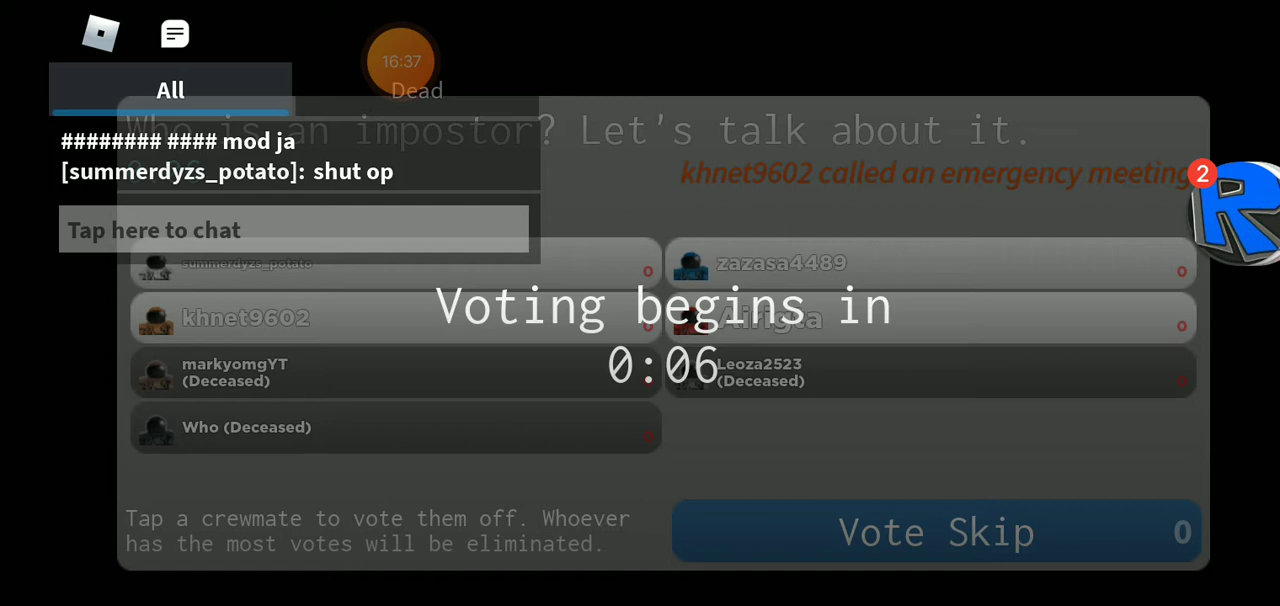 16:37
All
Dead
######## #### mod ja
[summerdyzs_potato]: shut op
Tap here to chat
Who is an impostor? Let's talk about it.
khnet9602 called an emergency meeting
2
R
summerdyzs_potato
0
zazasa4489
0
Voting begins in
0:06
khnet9602
0
0
markyomgYT
(Deceased)
Leoza2523
(Deceased)
0
Who (Deceased)
0
Tap a crewmate to vote them off. Whoever
has the most votes will be eliminated.
Vote Skip
0